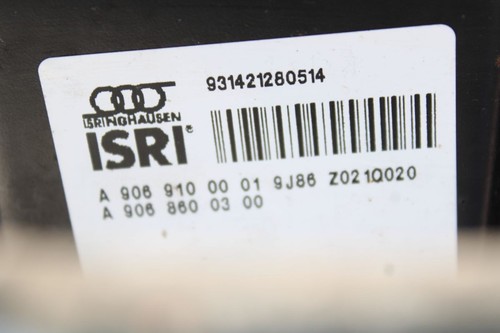 931421280514
ISRINGHAUSEN
ISRI®
A 906 910 00 01 9J86 Z021Q020
A 906 860 03 00